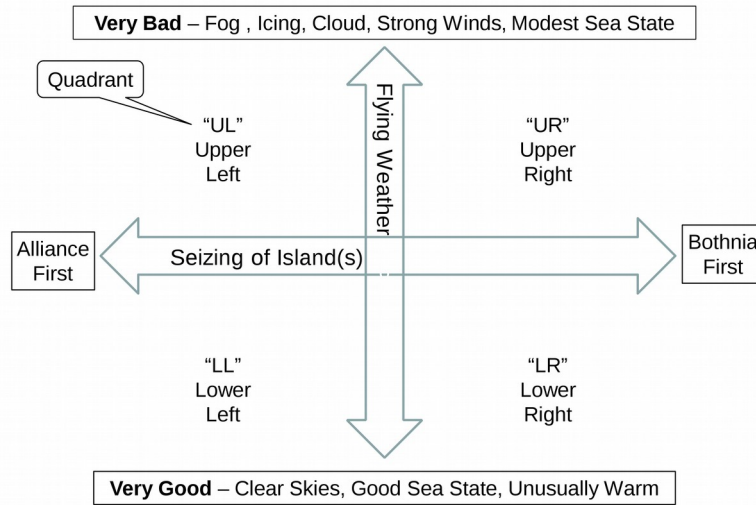 Very Bad – Fog , Icing, Cloud, Strong Winds, Modest Sea State
Quadrant
“UL”
Upper
Left
Flying Weather
“UR”
Upper
Right
Alliance
First
Seizing of Island(s)
Bothnia
First
“LL”
Lower
Left
“LR”
Lower
Right
Very Good – Clear Skies, Good Sea State, Unusually Warm